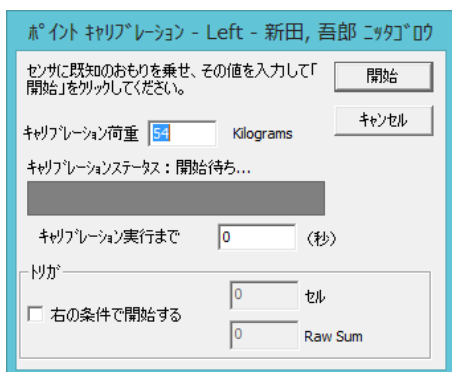 ﾎﾟｲﾝﾄ ｷｬﾘﾌﾞﾚｰｼｮﾝ - Left - 新田, 吾郎 ﾆｯﾀｺﾞﾛｳ
ｾﾝｻに既知のおもりを乗せ、その値を入力して｢
開始｣をｸﾘｯｸしてください。
開始
ｷｬﾘﾌﾞﾚｰｼｮﾝ荷重 54 Kilograms
ｷｬﾝｾﾙ
ｷｬﾘﾌﾞﾚｰｼｮﾝｽﾃｰﾀｽ：開始待ち...
ｷｬﾘﾌﾞﾚｰｼｮﾝ実行まで 0 (秒)
ﾄﾘｶﾞ
右の条件で開始する
0 ｾﾙ
0 Raw Sum